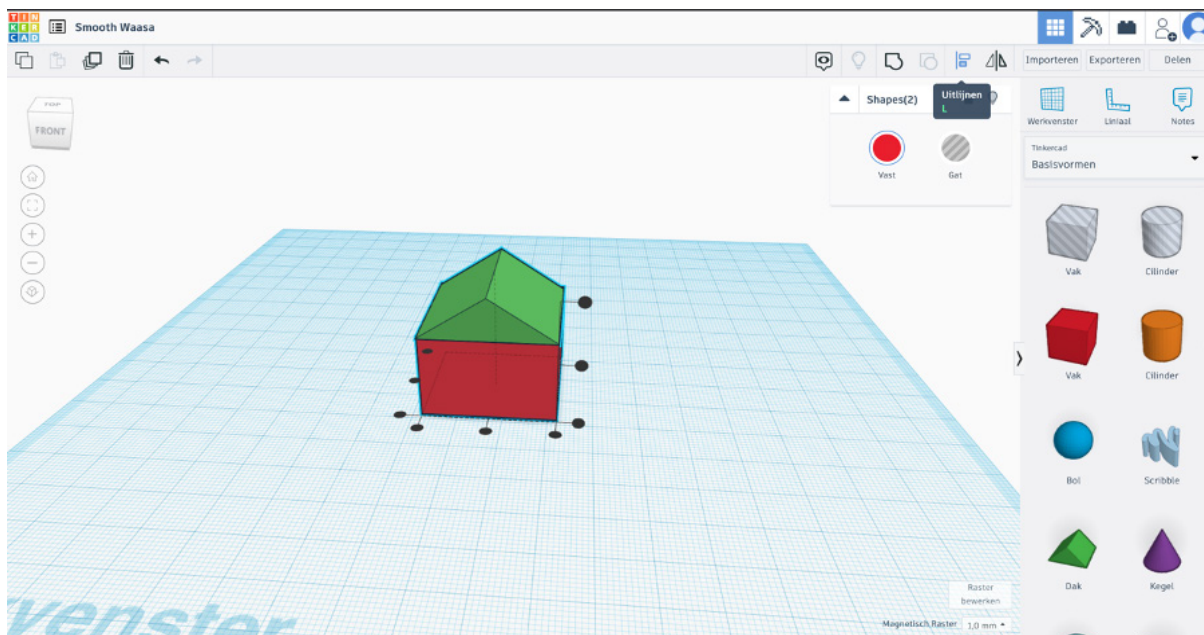 TIN
KER
CAD
Smooth Waasa
Importeren
Exporteren
Delen
TOP
FRONT
Shapes(2)
Uitlijnen
L
Vast
Gat
Werkvenster
Liniaal
Notes
Tinkercad
Basisvormen
Vak
Cilinder
Vak
Cilinder
Bol
Scribble
Dak
Kegel
Raster
bewerken
Magnetisch Raster
1,0 mm